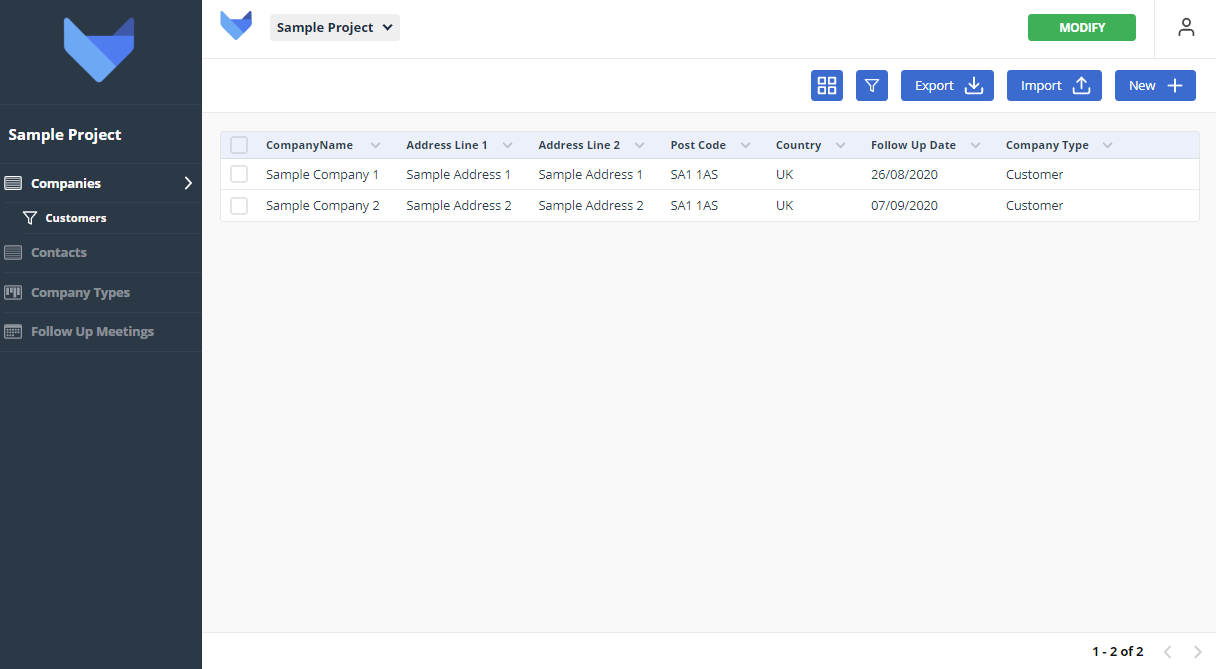 Sample Project
MODIFY
Export
Import
New
Sample Project
Companies
Customers
Contacts
Company Types
Follow Up Meetings
CompanyName Address Line 1 Address Line 2 Post Code Country Follow Up Date Company Type
Sample Company 1 Sample Address 1 Sample Address 1 SA1 1AS UK 26/08/2020 Customer
Sample Company 2 Sample Address 2 Sample Address 2 SA1 1AS UK 07/09/2020 Customer
1 - 2 of 2